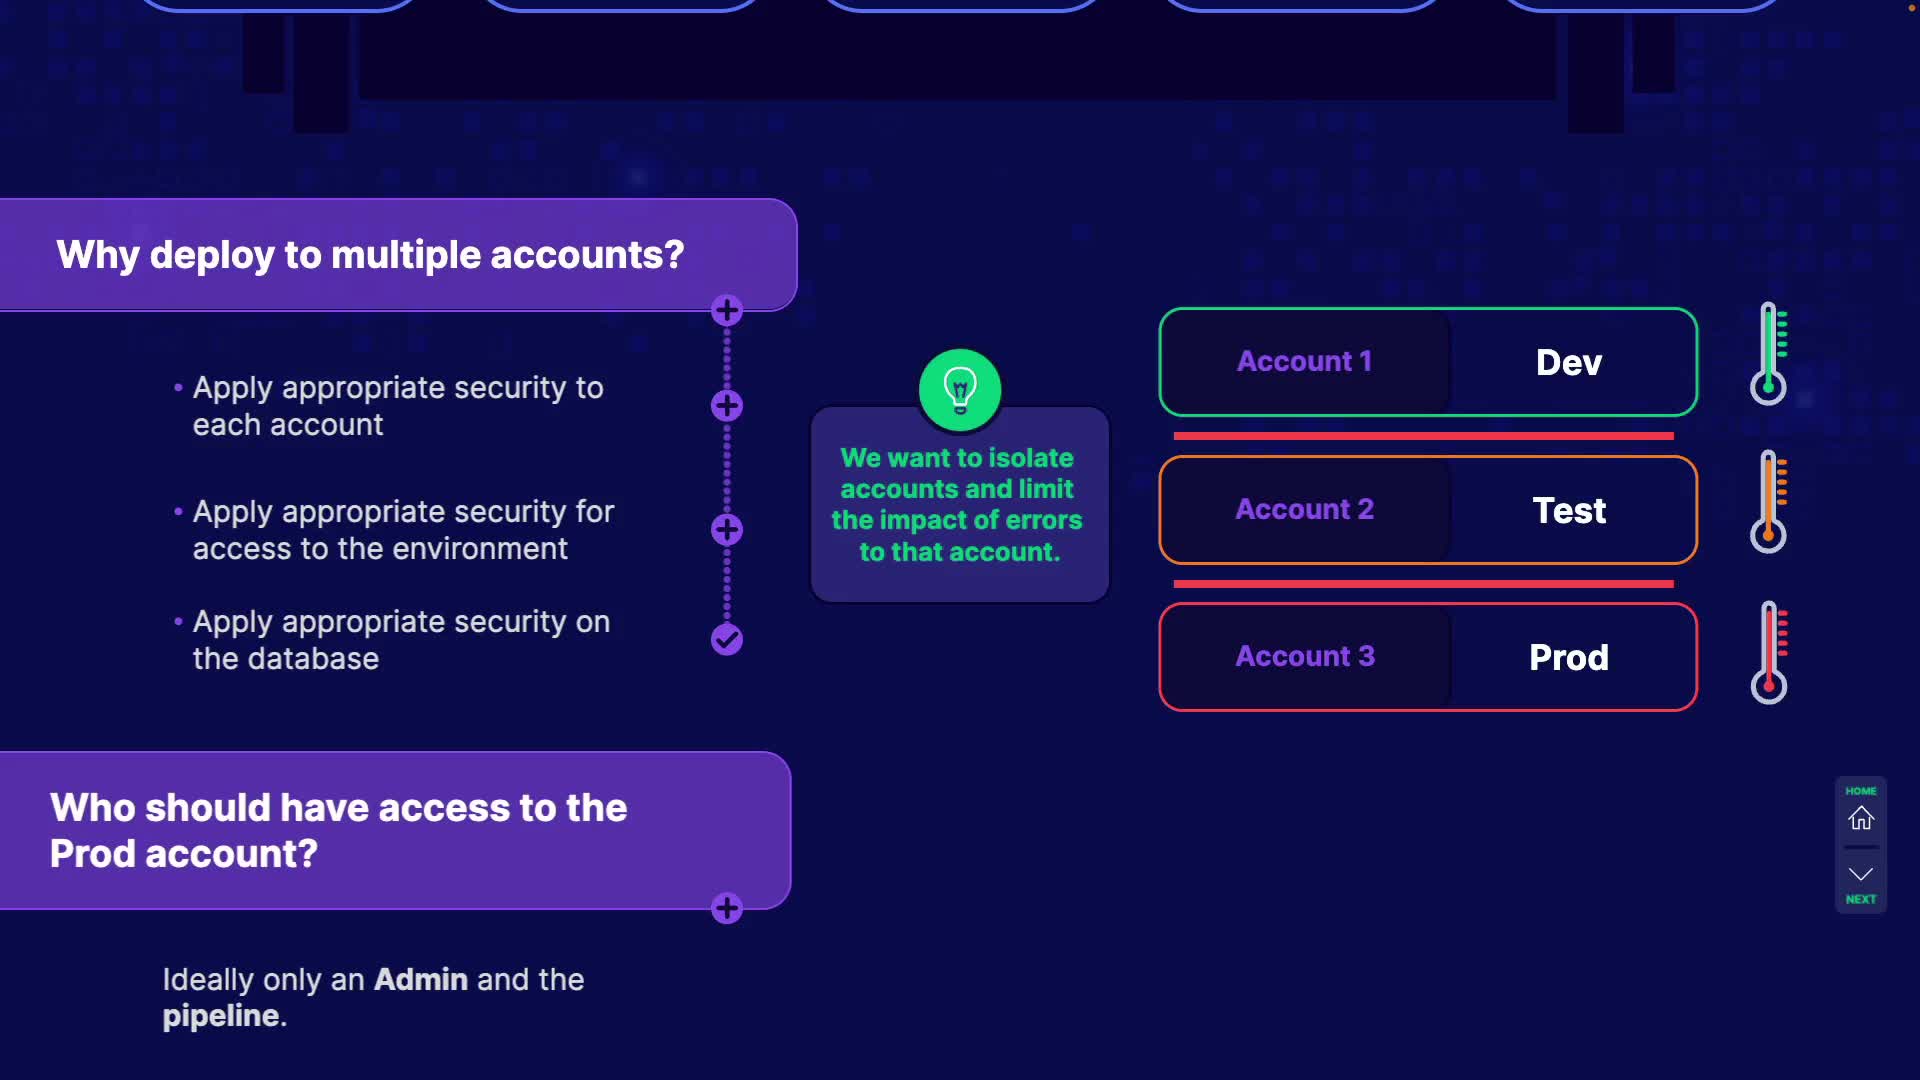 Why deploy to multiple accounts?
• Apply appropriate security to
each account
• Apply appropriate security for
access to the environment
• Apply appropriate security on
the database
We want to isolate
accounts and limit
the impact of errors
to that account.
Account 1 Dev
Account 2 Test
Account 3 Prod
Who should have access to the
Prod account?
Ideally only an Admin and the
pipeline.
HOME
NEXT